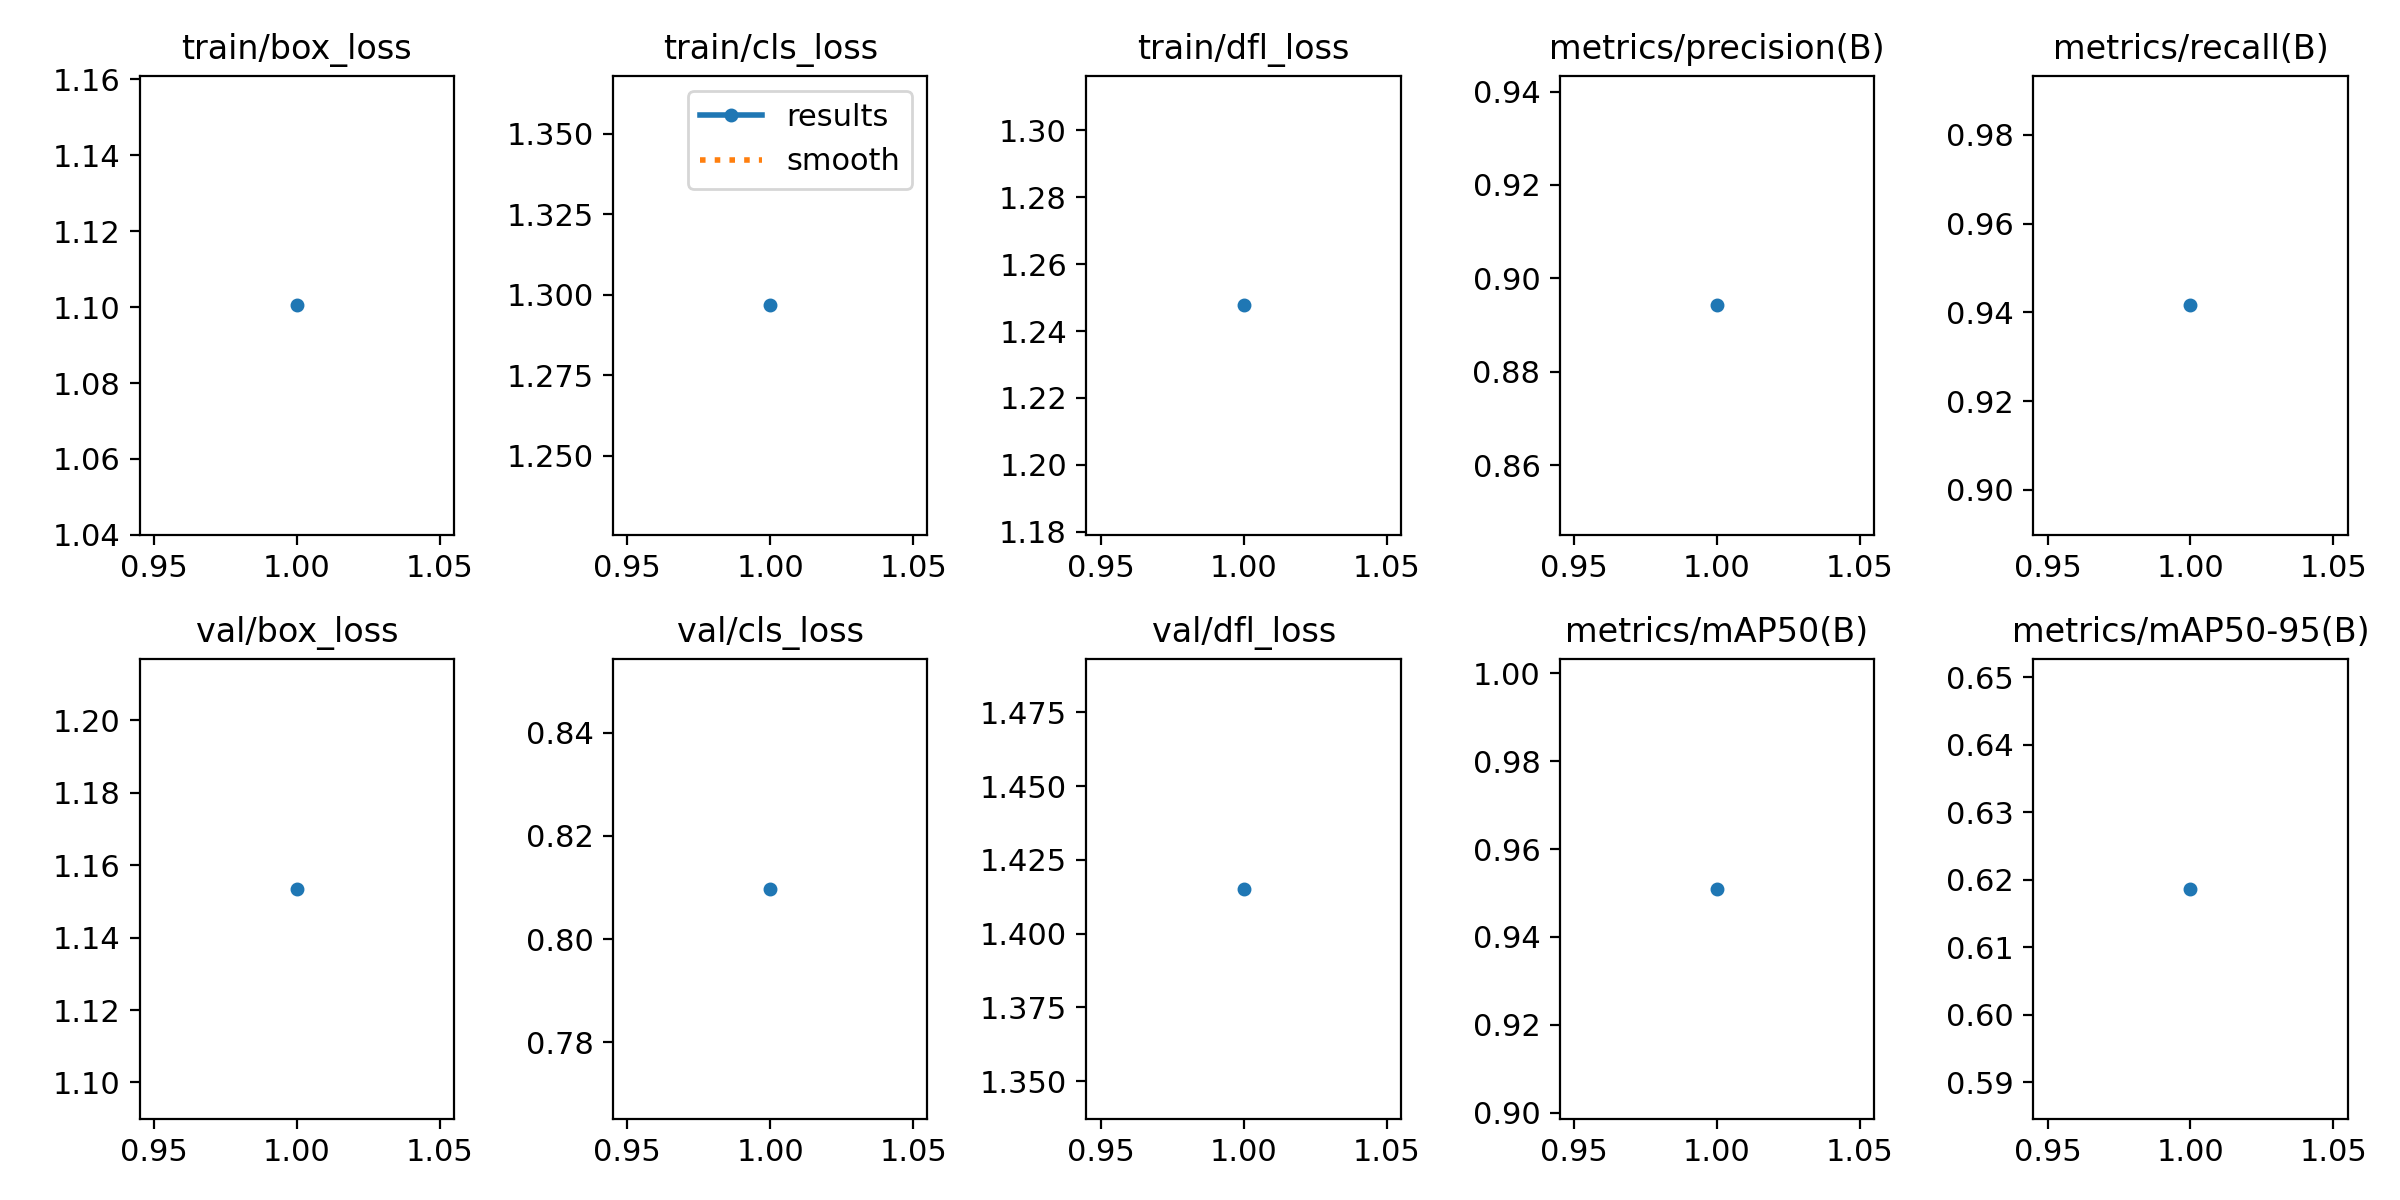 train/box_loss
1.16
1.14
1.12
1.10
1.08
1.06
1.04
0.95 1.00 1.05
train/cls_loss
results
smooth
1.350
1.325
1.300
1.275
1.250
0.95 1.00 1.05
train/dfl_loss
1.30
1.28
1.26
1.24
1.22
1.20
1.18
0.95 1.00 1.05
metrics/precision(B)
0.94
0.92
0.90
0.88
0.86
0.95 1.00 1.05
metrics/recall(B)
0.98
0.96
0.94
0.92
0.90
0.95 1.00 1.05
val/box_loss
1.20
1.18
1.16
1.14
1.12
1.10
0.95 1.00 1.05
val/cls_loss
0.84
0.82
0.80
0.78
0.95 1.00 1.05
val/dfl_loss
1.475
1.450
1.425
1.400
1.375
1.350
0.95 1.00 1.05
metrics/mAP50(B)
1.00
0.98
0.96
0.94
0.92
0.90
0.95 1.00 1.05
metrics/mAP50-95(B)
0.65
0.64
0.63
0.62
0.61
0.60
0.59
0.95 1.00 1.05